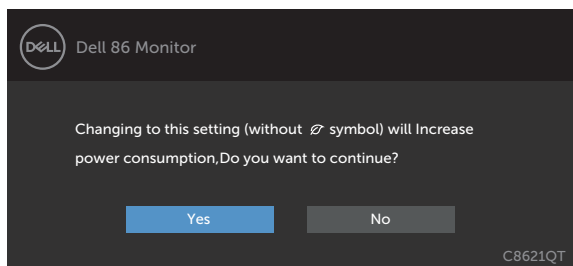 DELL Dell 86 Monitor
Changing to this setting (without symbol) will Increase
power consumption,Do you want to continue?
Yes No
C8621QT